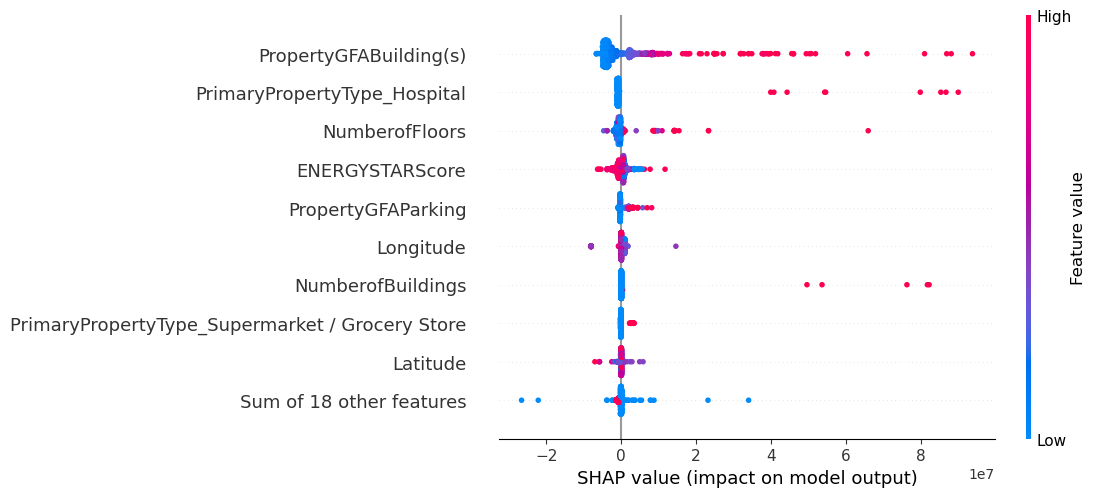 High
PropertyGFABuilding(s)
PrimaryPropertyType_Hospital
NumberofFloors
ENERGYSTARScore
PropertyGFAParking
Longitude
NumberofBuildings
PrimaryPropertyType_Supermarket / Grocery Store
Latitude
Sum of 18 other features
Feature value
Low
−2 0 2 4 6 8
1e7
SHAP value (impact on model output)